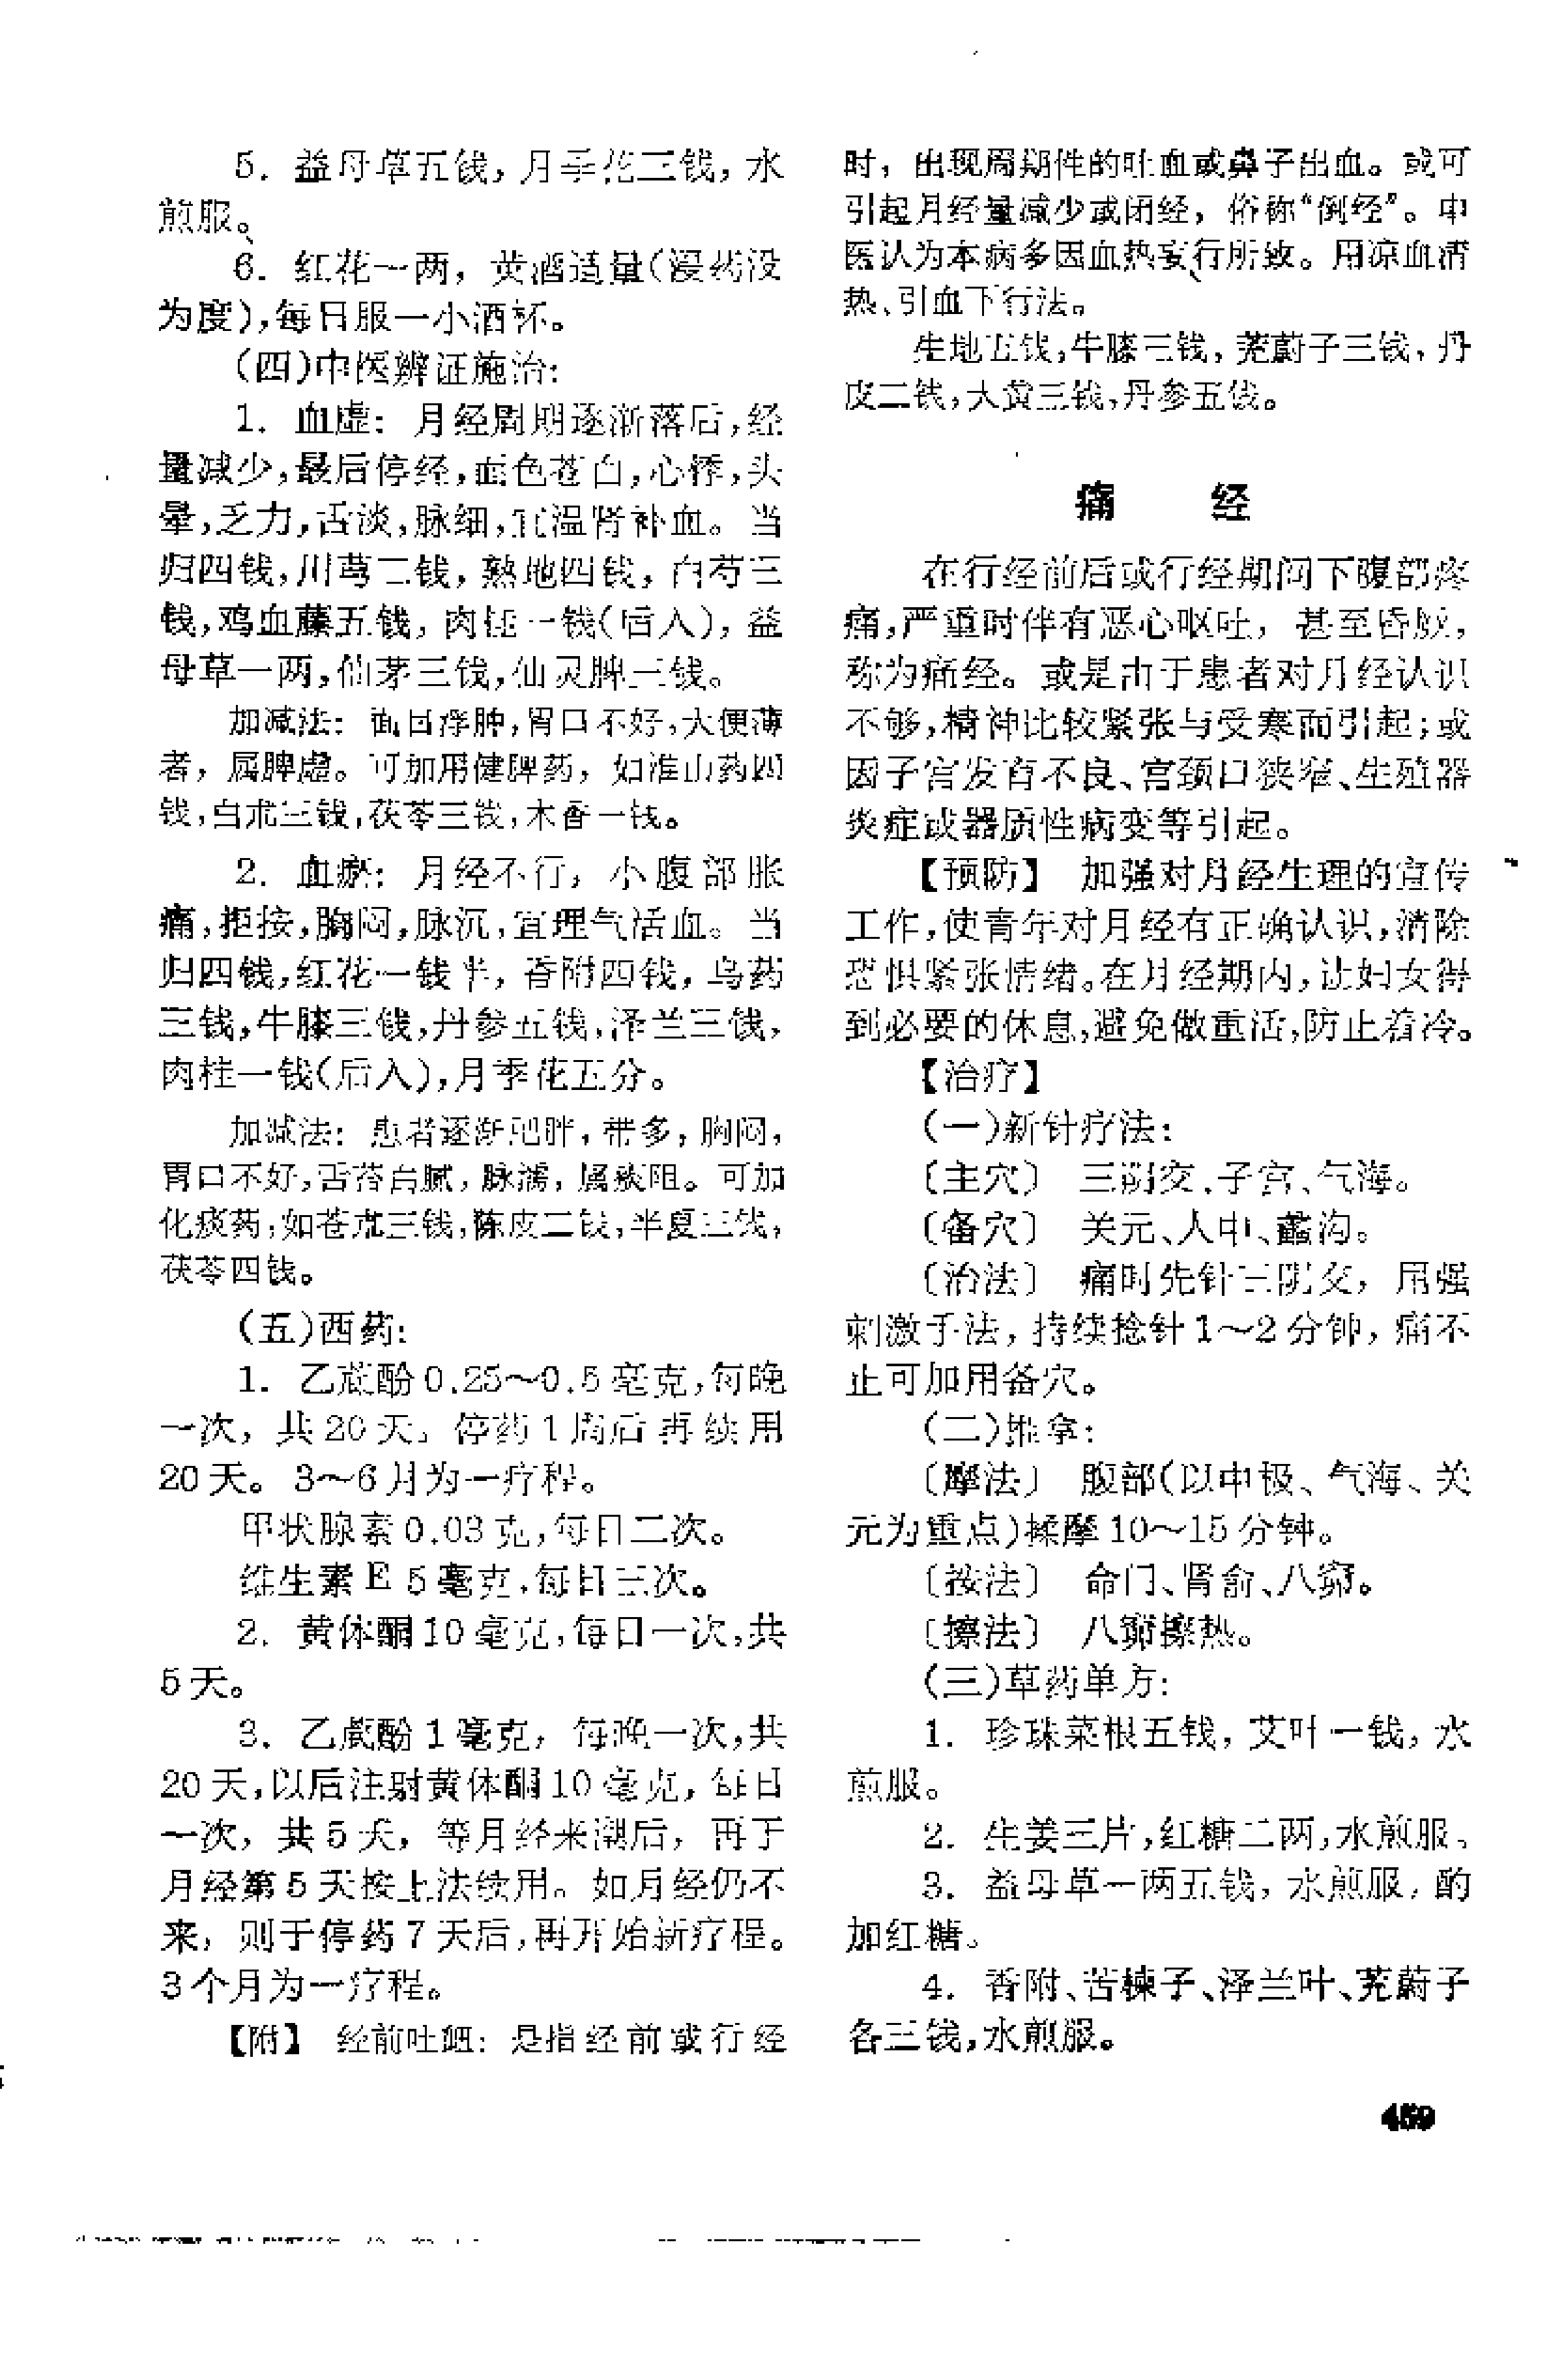 5. 益母草五钱，月季花三钱，水
煎服。
6. 红花一两，黄酒适量(浸药没
为度)，每日服一小酒杯。
(四)中医辨证施治：
1. 血虚：月经周期逐渐落后，经
量减少，最后停经，面色苍白，心悸，头
晕，乏力，舌淡，脉细，宜温肾补血。当
归四钱，川芎二钱，熟地四钱，白芍三
钱，鸡血藤五钱，肉桂一钱(后入)，益
母草一两，仙茅三钱，仙灵脾三钱。
加减法：面目浮肿，胃口不好，大便薄
者，属脾虚。可加用健脾药，如淮山药四
钱，白术三钱，茯苓三钱，木香一钱。
2. 血瘀：月经不行，小腹部胀
痛，拒按，胸闷，脉沉，宜理气活血。当
归四钱，红花一钱半，香附四钱，乌药
三钱，牛膝三钱，丹参五钱，泽兰三钱，
肉桂一钱(后入)，月季花五分。
加减法：患者逐渐肥胖，带多，胸闷，
胃口不好，舌苔白腻，脉濡，属痰阻。可加
化痰药，如苍术三钱，陈皮二钱，半夏三钱，
茯苓四钱。
(五)西药：
1. 乙蔗酚0.25～0.5毫克，每晚
一次，共20天。停药1周后再续用
20天。3～6月为一疗程。
甲状腺素0.03克，每日二次。
维生素E 5毫克，每日三次。
2. 黄体酮10毫克，每日一次，共
5天。
3. 乙蔗酚1毫克，每晚一次，共
20天，以后注射黄体酮10毫克，每日
一次，共5天，等月经来潮后，再于
月经第5天按上法续用。如月经仍不
来，则于停药7天后，再开始新疗程。
3个月为一疗程。
【附】 经前吐衄：是指经前或行经
时，出现周期性的吐血或鼻子出血。或可
引起月经量减少或闭经，俗称“倒经”。中
医认为本病多因血热妄行所致。用凉血清
热、引血下行法。
生地五钱，牛膝三钱，茺蔚子三钱，丹
皮二钱，大黄三钱，丹参五钱。
痛 经
在行经前后或行经期间下腹部疼
痛，严重时伴有恶心呕吐，甚至昏厥，
称为痛经。或是由于患者对月经认识
不够，精神比较紧张与受寒而引起；或
因子宫发育不良、宫颈口狭窄、生殖器
炎症或器质性病变等引起。
【预防】 加强对月经生理的宣传
工作，使青年对月经有正确认识，消除
恐惧紧张情绪。在月经期内，让妇女得
到必要的休息，避免做重活，防止着冷。
【治疗】
(一)新针疗法：
〔主穴〕 三阴交、子宫、气海。
〔备穴〕 关元、人中、蠡沟。
〔治法〕 痛时先针三阴交，用强
刺激手法，持续捻针1～2分钟，痛不
止可加用备穴。
(二)推拿：
〔摩法〕 腹部(以中极、气海、关
元为重点)揉摩10～15分钟。
〔按法〕 命门、肾俞、八髎。
〔擦法〕 八髎擦热。
(三)草药单方：
1. 珍珠菜根五钱，艾叶一钱，水
煎服。
2. 生姜三片，红糖二两，水煎服。
3. 益母草一两五钱，水煎服，酌
加红糖。
4. 香附、苦楝子、泽兰叶、茺蔚子
各三钱，水煎服。
459